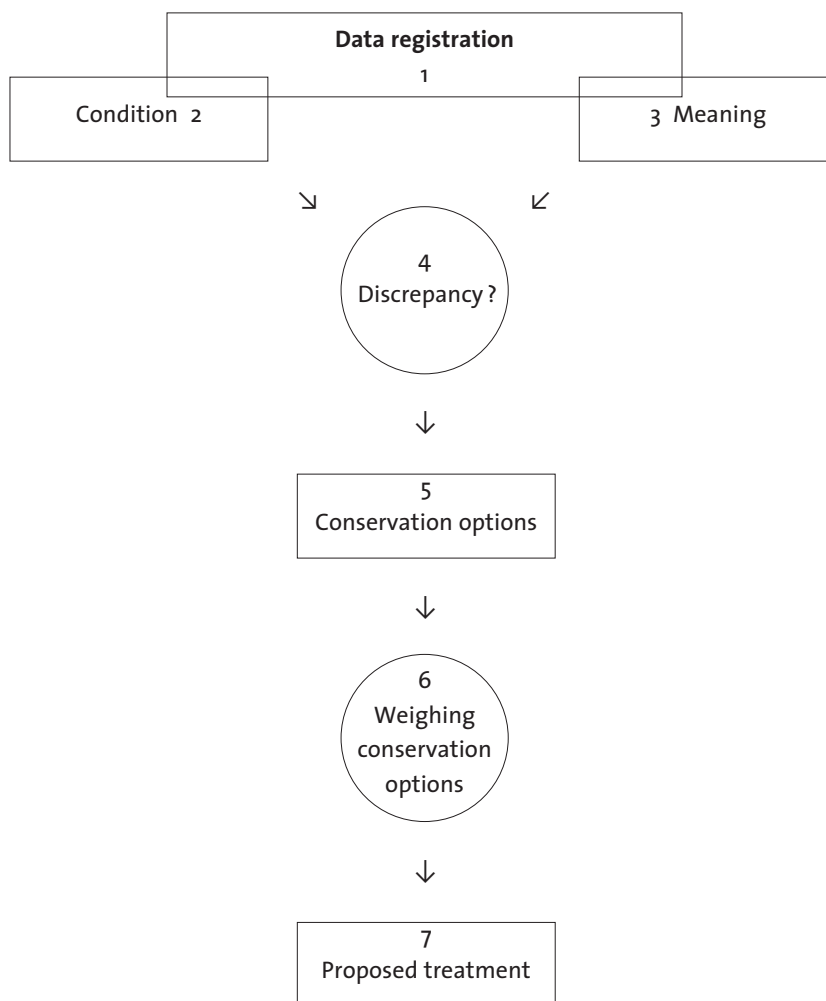 Data registration
1
Condition 2
3 Meaning
4
Discrepancy ?
5
Conservation options
6
Weighing
conservation
options
7
Proposed treatment